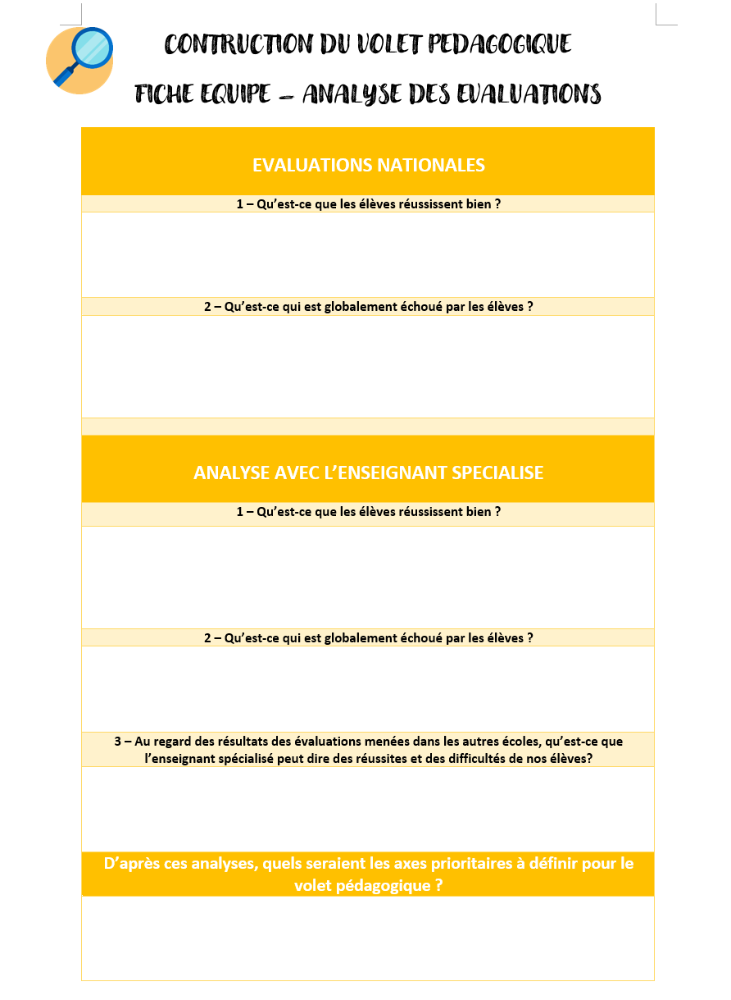 CONTRUCTION DU VOLET PEDAGOGIQUE
FICHE EQUIPE – ANALYSE DES EVALUATIONS
EVALUATIONS NATIONALES
1 – Qu’est-ce que les élèves réussissent bien ?
2 – Qu’est-ce qui est globalement échoué par les élèves ?
ANALYSE AVEC L’ENSEIGNANT SPECIALISE
1 – Qu’est-ce que les élèves réussissent bien ?
2 – Qu’est-ce qui est globalement échoué par les élèves ?
3 – Au regard des résultats des évaluations menées dans les autres écoles, qu’est-ce que
l’enseignant spécialisé peut dire des réussites et des difficultés de nos élèves?
D’après ces analyses, quels seraient les axes prioritaires à définir pour le
volet pédagogique ?